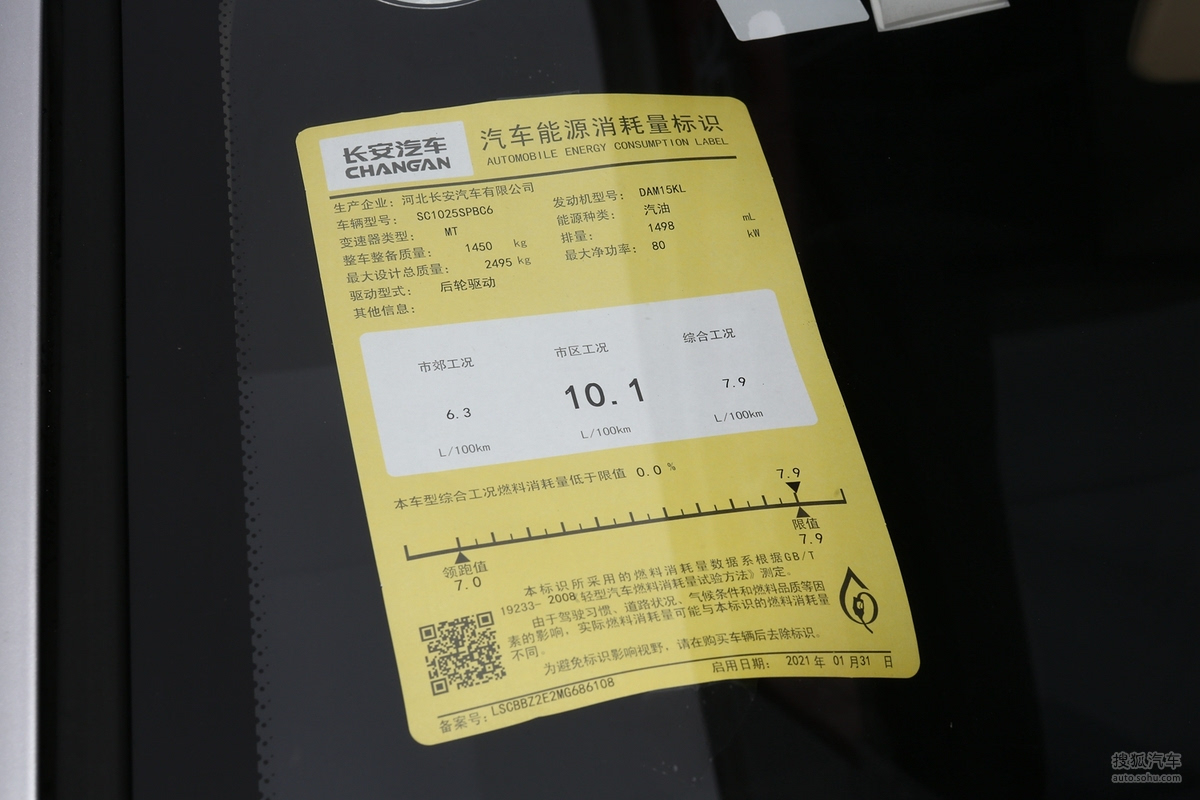 长安汽车
CHANGAN
汽车能源消耗量标识
AUTOMOBILE ENERGY CONSUMPTION LABEL
生产企业: 河北长安汽车有限公司
车辆型号: SC1025SPBC6
变速器类型: MT
整车整备质量: 1450 kg
最大设计总质量: 2495 kg
驱动型式: 后轮驱动
其他信息:
发动机型号: DAM15KL
能源种类: 汽油
排量: 1498 mL
最大净功率: 80 kW
市郊工况 市区工况 综合工况
6.3 10.1 7.9
L/100km L/100km L/100km
本车型综合工况燃料消耗量低于限值 0.0 %
7.9
领跑值
7.0
限值
7.9
本标识所采用的燃料消耗量数据系根据GB/T
19233-2008《轻型汽车燃料消耗量试验方法》测定。
由于驾驶习惯、道路状况、气候条件和燃料品质等因
素的影响, 实际燃料消耗量可能与本标识的燃料消耗量
不同。
为避免标识影响视野, 请在购买车辆后去除标识。
备案号: LSCBBZ2E2MG686108
启用日期: 2021 年 01 月 31 日
搜狐汽车
auto.sohu.com